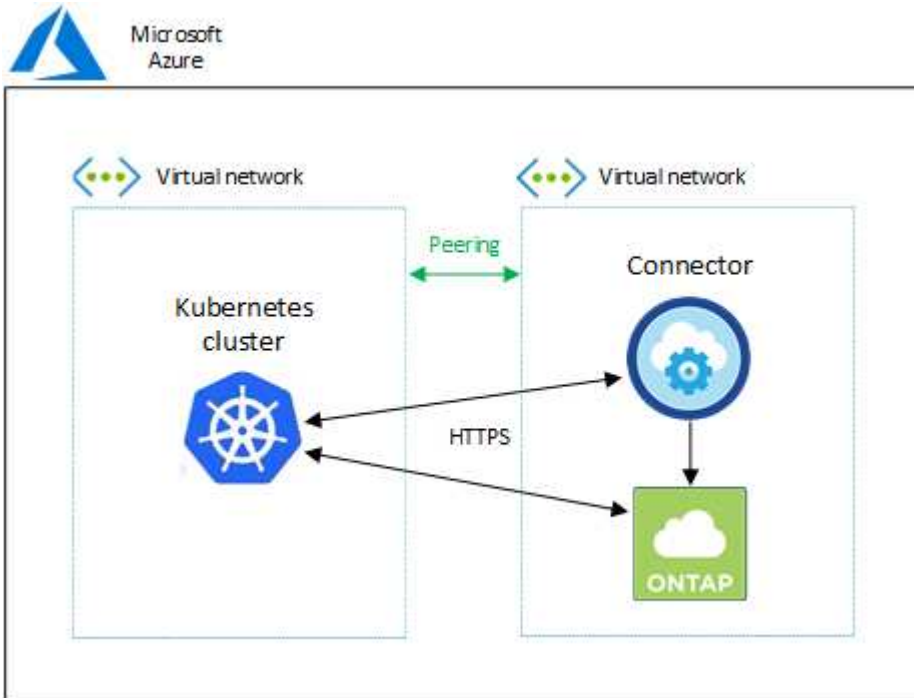 Microsoft
Azure
Virtual network
Virtual network
Peering
Connector
Kubernetes
cluster
HTTPS
ONTAP